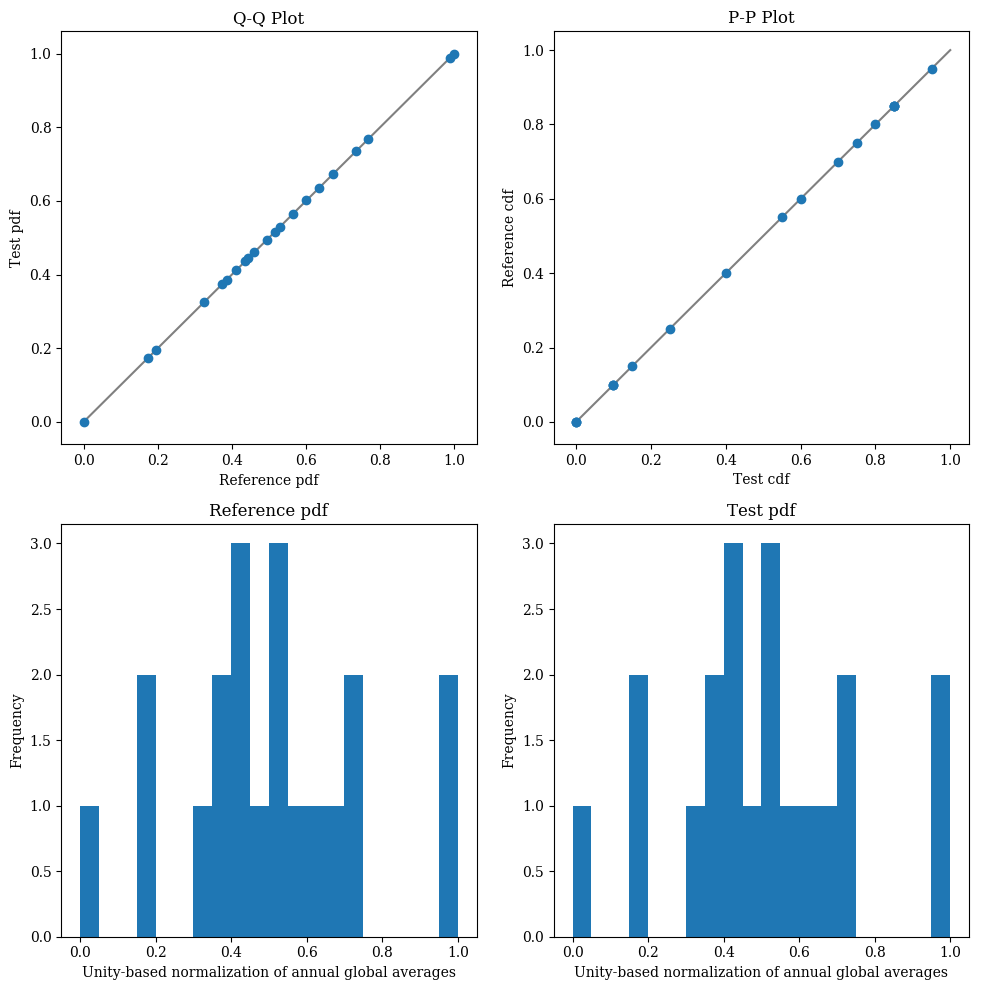 Q-Q Plot
1.0
0.8
0.6
0.4
0.2
0.0
Test pdf
0.0 0.2 0.4 0.6 0.8 1.0
Reference pdf
P-P Plot
1.0
0.8
0.6
0.4
0.2
0.0
Reference cdf
0.0 0.2 0.4 0.6 0.8 1.0
Test cdf
Reference pdf
3.0
2.5
2.0
1.5
1.0
0.5
0.0
Frequency
0.0 0.2 0.4 0.6 0.8 1.0
Unity-based normalization of annual global averages
Test pdf
3.0
2.5
2.0
1.5
1.0
0.5
0.0
Frequency
0.0 0.2 0.4 0.6 0.8 1.0
Unity-based normalization of annual global averages